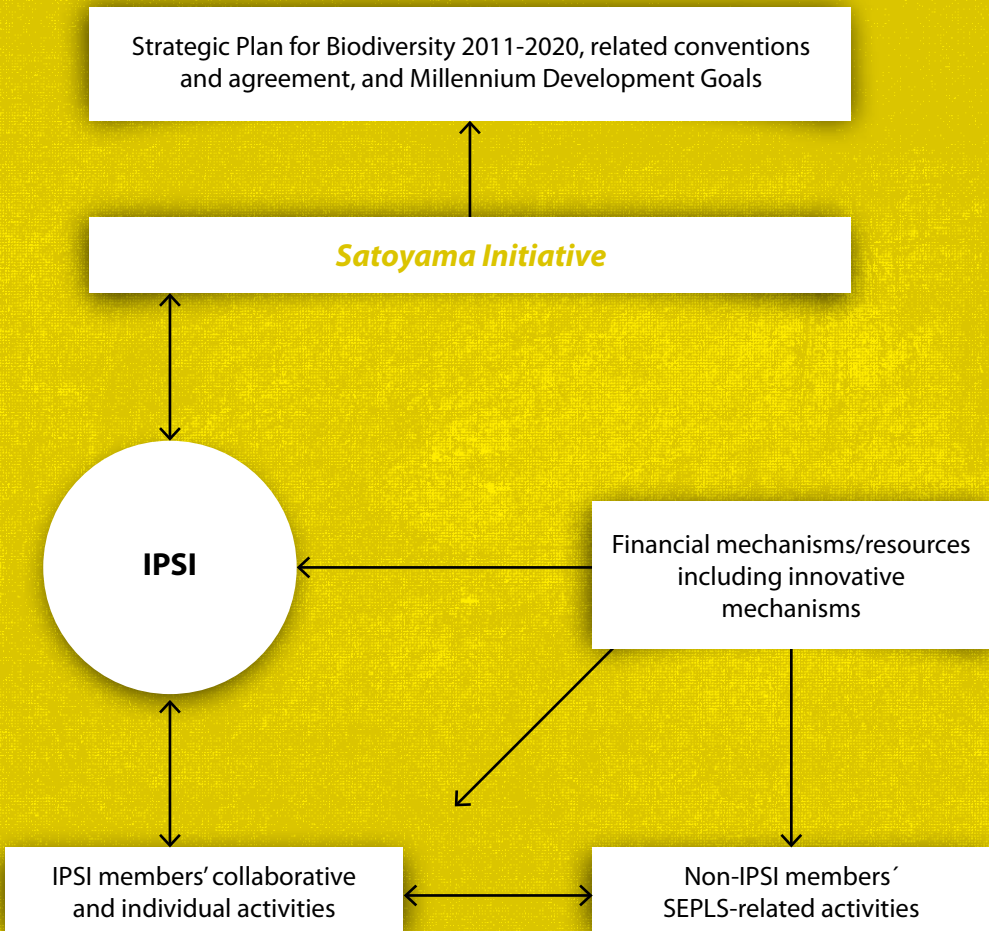 Strategic Plan for Biodiversity 2011-2020, related conventions
and agreement, and Millennium Development Goals
Satoyama Initiative
IPSI
Financial mechanisms/resources
including innovative
mechanisms
IPSI members’ collaborative
and individual activities
Non-IPSI members´
SEPLS-related activities